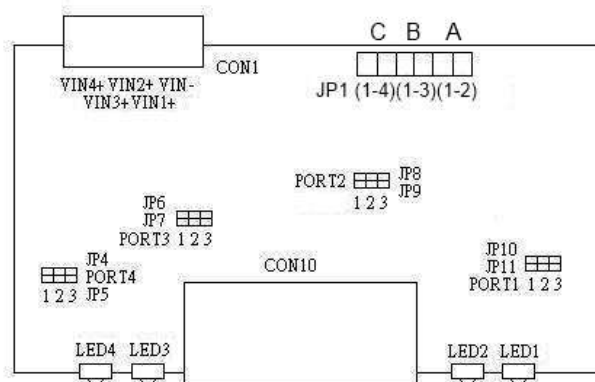 C B A
CON1
VIN4+ VIN2+ VIN-
VIN3+ VIN1+
JP1 (1-4)(1-3)(1-2)
PORT2
JP8
JP9
1 2 3
JP6
JP7
PORT3 1 2 3
JP4
PORT4
1 2 3 JP5
CON10
JP10
JP11
PORT1 1 2 3
LED4 LED3
LED2 LED1